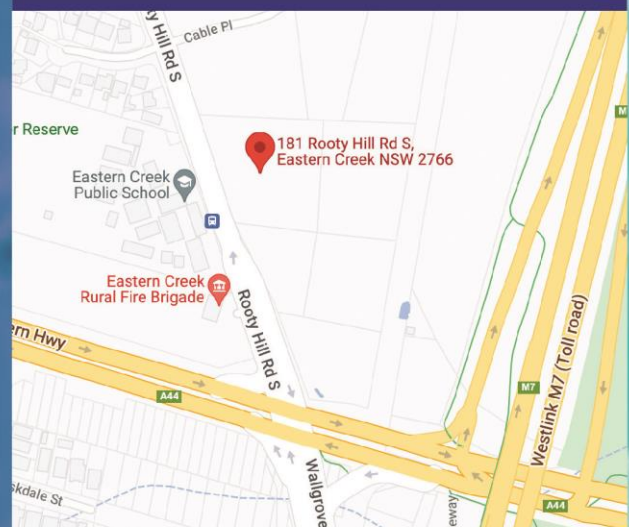 Cable Pl
y Hill Rd S
r Reserve
181 Rooty Hill Rd S,
Eastern Creek NSW 2766
M
Eastern Creek
Public School
Eastern Creek
Rural Fire Brigade
Rooty Hill Rd S
ern Hwy
A44
M7
Westlink M7 (Toll road)
Wallgrove
skdale St
eway
A44